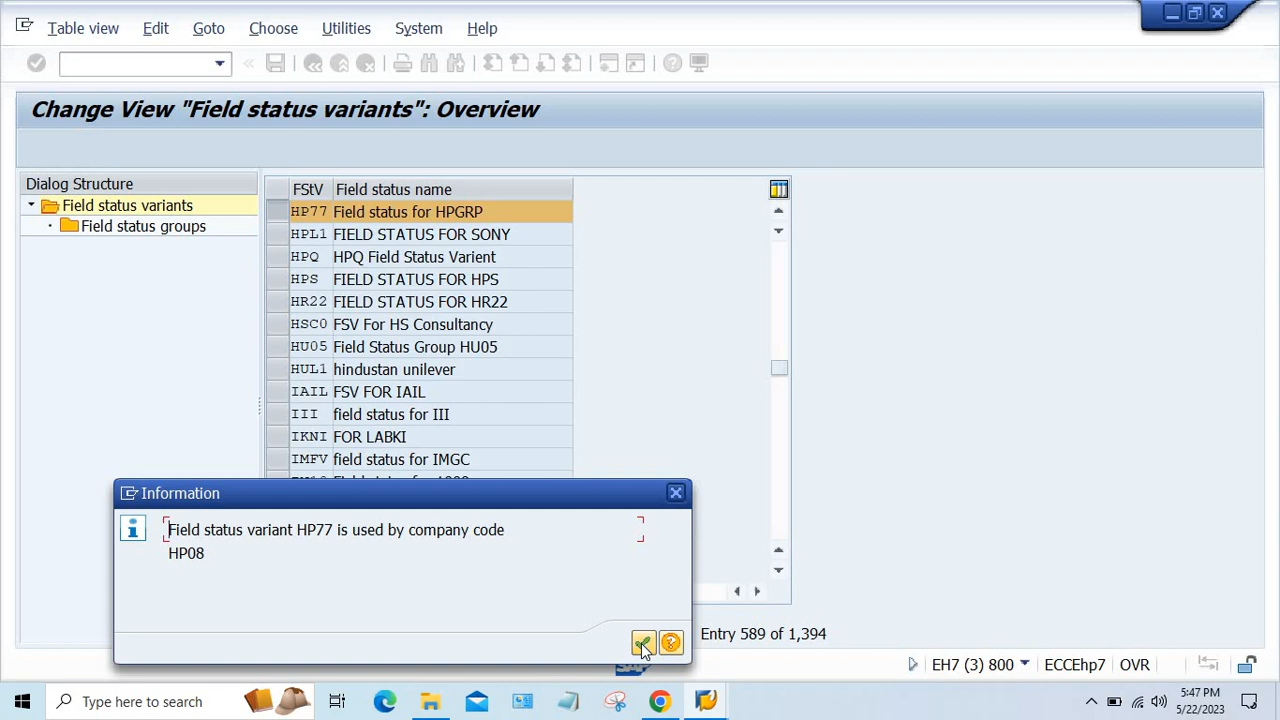 Table view Edit Goto Choose Utilities System Help
Change View "Field status variants": Overview
Dialog Structure
Field status variants
Field status groups
FStV Field status name
HP77 Field status for HPGRP
HPL1 FIELD STATUS FOR SONY
HPQ HPQ Field Status Varient
HPS FIELD STATUS FOR HPS
HR22 FIELD STATUS FOR HR22
HSC0 FSV For HS Consultancy
HU05 Field Status Group HU05
HUL1 hindustan unilever
IAIL FSV FOR IAIL
III field status for III
IKNI FOR LABKI
IMFV field status for IMGC
Information
Field status variant HP77 is used by company code
HP08
Entry 589 of 1,394
SAP
EH7 (3) 800 ECCEhp7 OVR
Type here to search
5:47 PM
5/22/2023